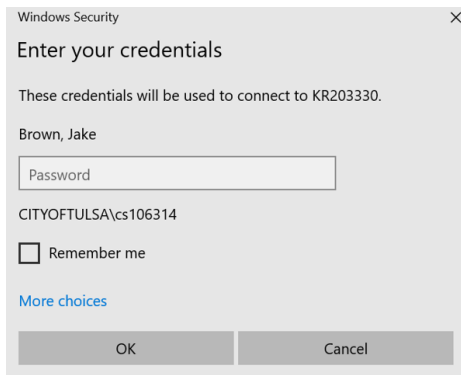 Windows Security
Enter your credentials
These credentials will be used to connect to KR203330.
Brown, Jake
Password
CITYOFTULSA\cs106314
Remember me
More choices
OK Cancel